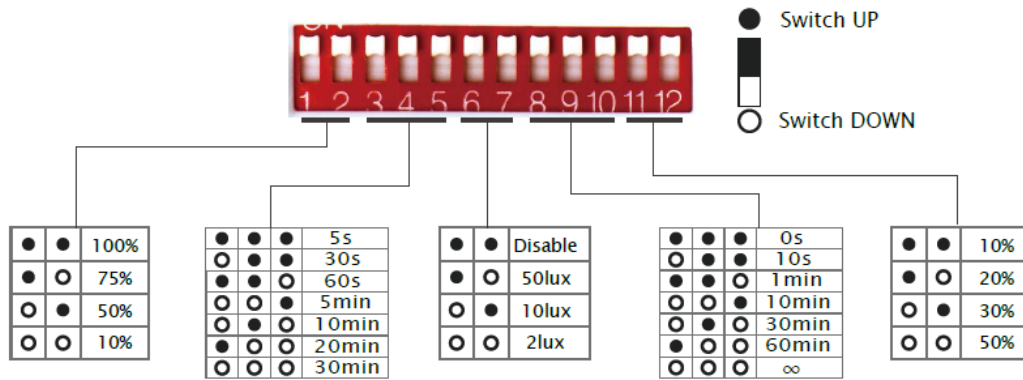 ON
1 2 3 4 5 6 7 8 9 10 11 12
Switch UP
Switch DOWN
100%
75%
50%
10%
5s
30s
60s
5min
10min
20min
30min
Disable
50lux
10lux
2lux
0s
10s
1min
10min
30min
60min
∞
10%
20%
30%
50%